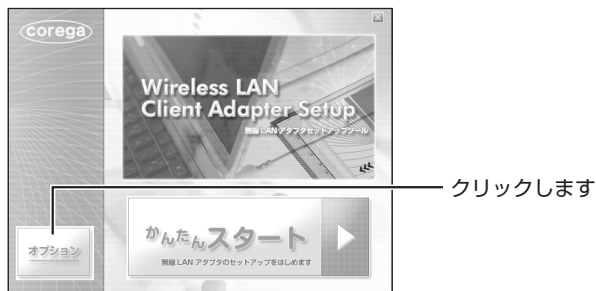 corega
Wireless LAN
Client Adapter Setup
無線LANアダプタセットアップツール
クリックします
オプション
かんたんスタート
無線LANアダプタのセットアップをはじめます